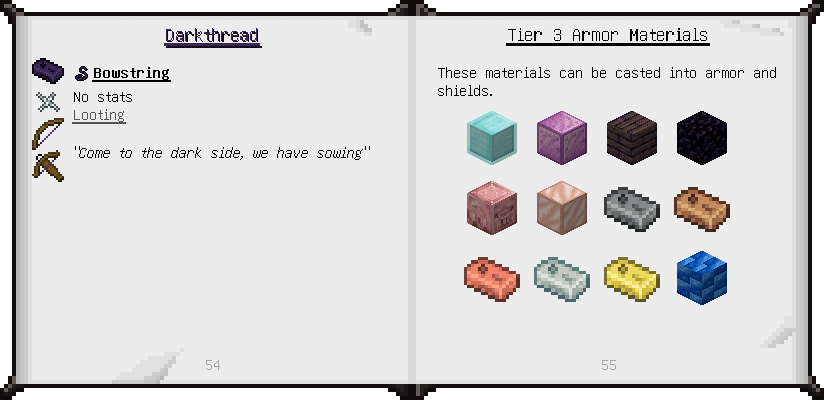 Darkthread
Bowstring
No stats
Looting
"Come to the dark side, we have sowing"
54
Tier 3 Armor Materials
These materials can be casted into armor and
shields.
55